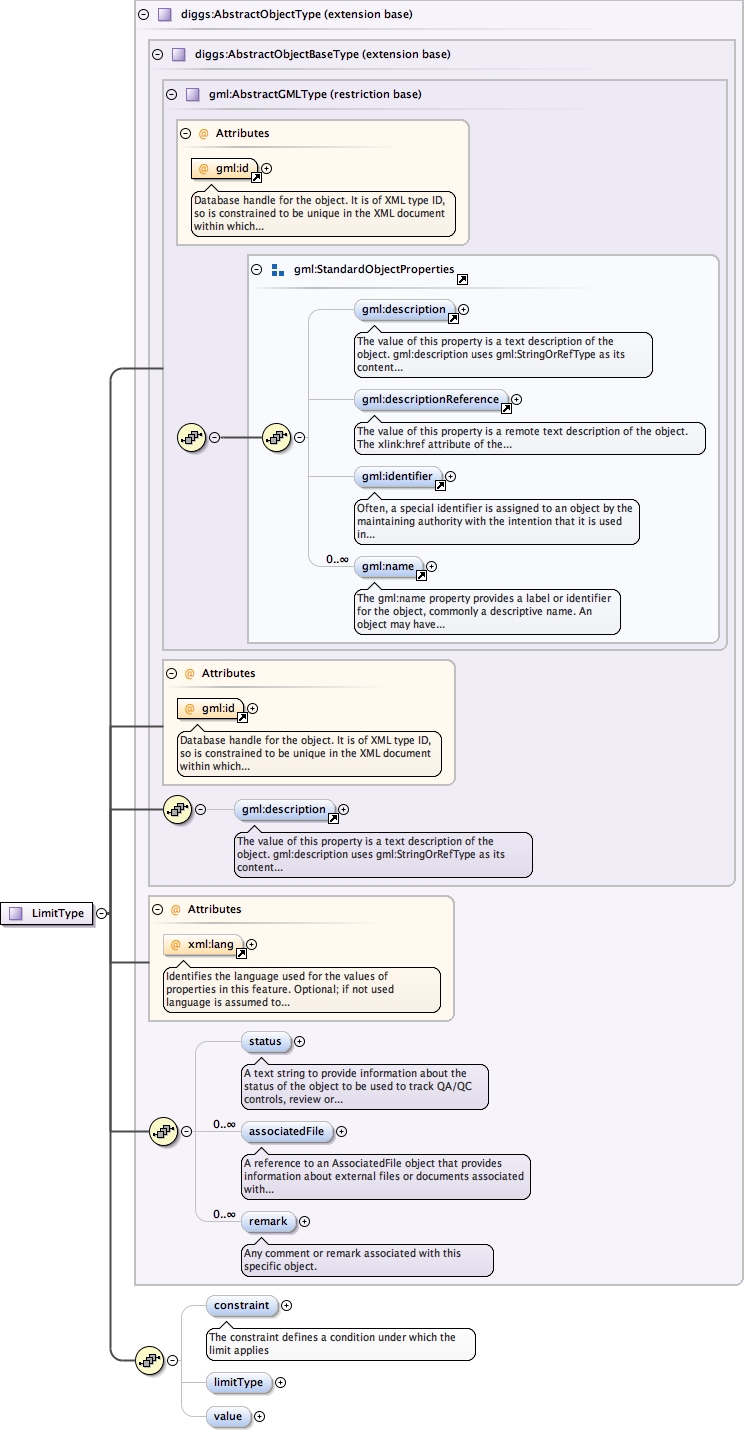 diggs:AbstractObjectType (extension base)
diggs:AbstractObjectBaseType (extension base)
gml:AbstractGMLType (restriction base)
@ Attributes
@ gml:id
Database handle for the object. It is of XML type ID,
so is constrained to be unique in the XML document
within which...
gml:StandardObjectProperties
gml:description
The value of this property is a text description of the
object. gml:description uses gml:StringOrRefType as its
content...
gml:descriptionReference
The value of this property is a remote text description of the object.
The xlink:href attribute of the...
gml:identifier
Often, a special identifier is assigned to an object by the
maintaining authority with the intention that it is used
in...
0..∞
gml:name
The gml:name property provides a label or identifier
for the object, commonly a descriptive name. An
object may have...
@ Attributes
@ gml:id
Database handle for the object. It is of XML type ID,
so is constrained to be unique in the XML document
within which...
gml:description
The value of this property is a text description of the
object. gml:description uses gml:StringOrRefType as its
content...
LimitType
@ Attributes
@ xml:lang
Identifies the language used for the values of
properties in this feature. Optional; if not used
language is assumed to...
status
A text string to provide information about the
status of the object to be used to track QA/QC
controls, review or...
0..∞
associatedFile
A reference to an AssociatedFile object that provides
information about external files or documents associated
with...
0..∞
remark
Any comment or remark associated with this
specific object.
constraint
The constraint defines a condition under which the
limit applies
limitType
value